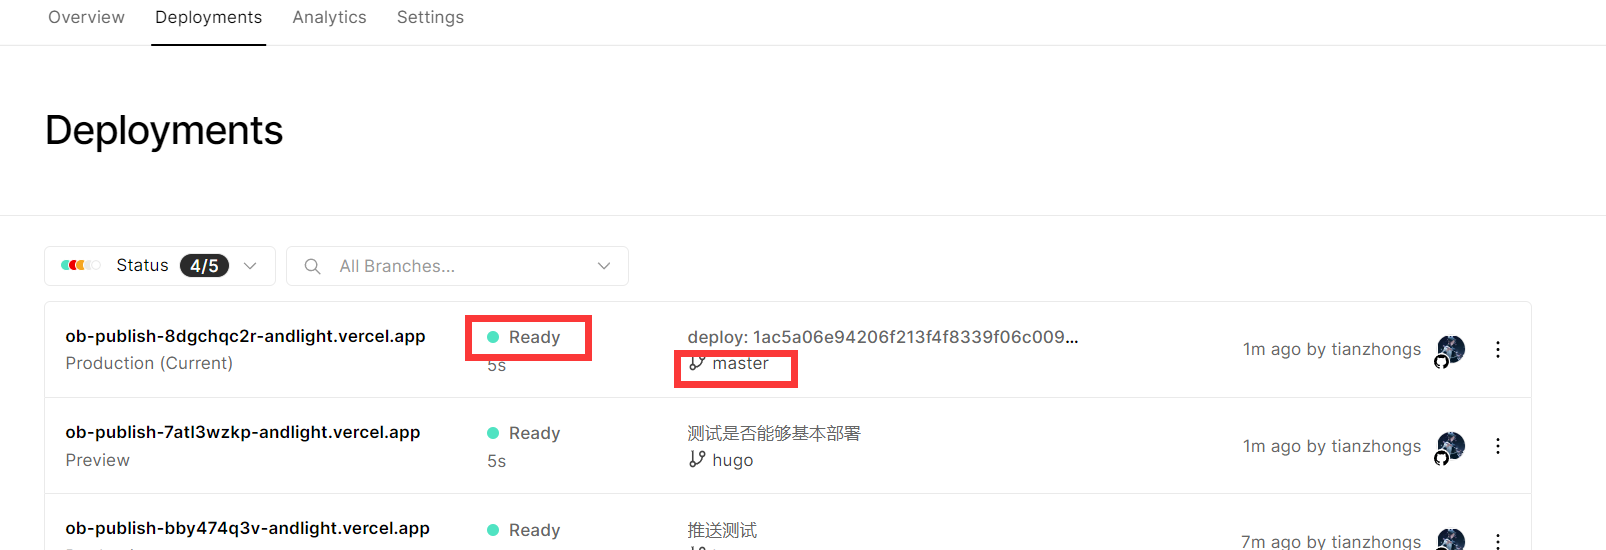 Overview Deployments Analytics Settings
Deployments
Status 4/5 All Branches...
ob-publish-8dgchqc2r-andlight.vercel.app Ready deploy: 1ac5a06e94206f213f4f8339f06c009...
Production (Current) 5s master
1m ago by tianzhongs
ob-publish-7atl3wzkp-andlight.vercel.app Ready 测试是否能够基本部署
Preview 5s hugo
1m ago by tianzhongs
ob-publish-bby474q3v-andlight.vercel.app Ready 推送测试
7m ago by tianzhongs